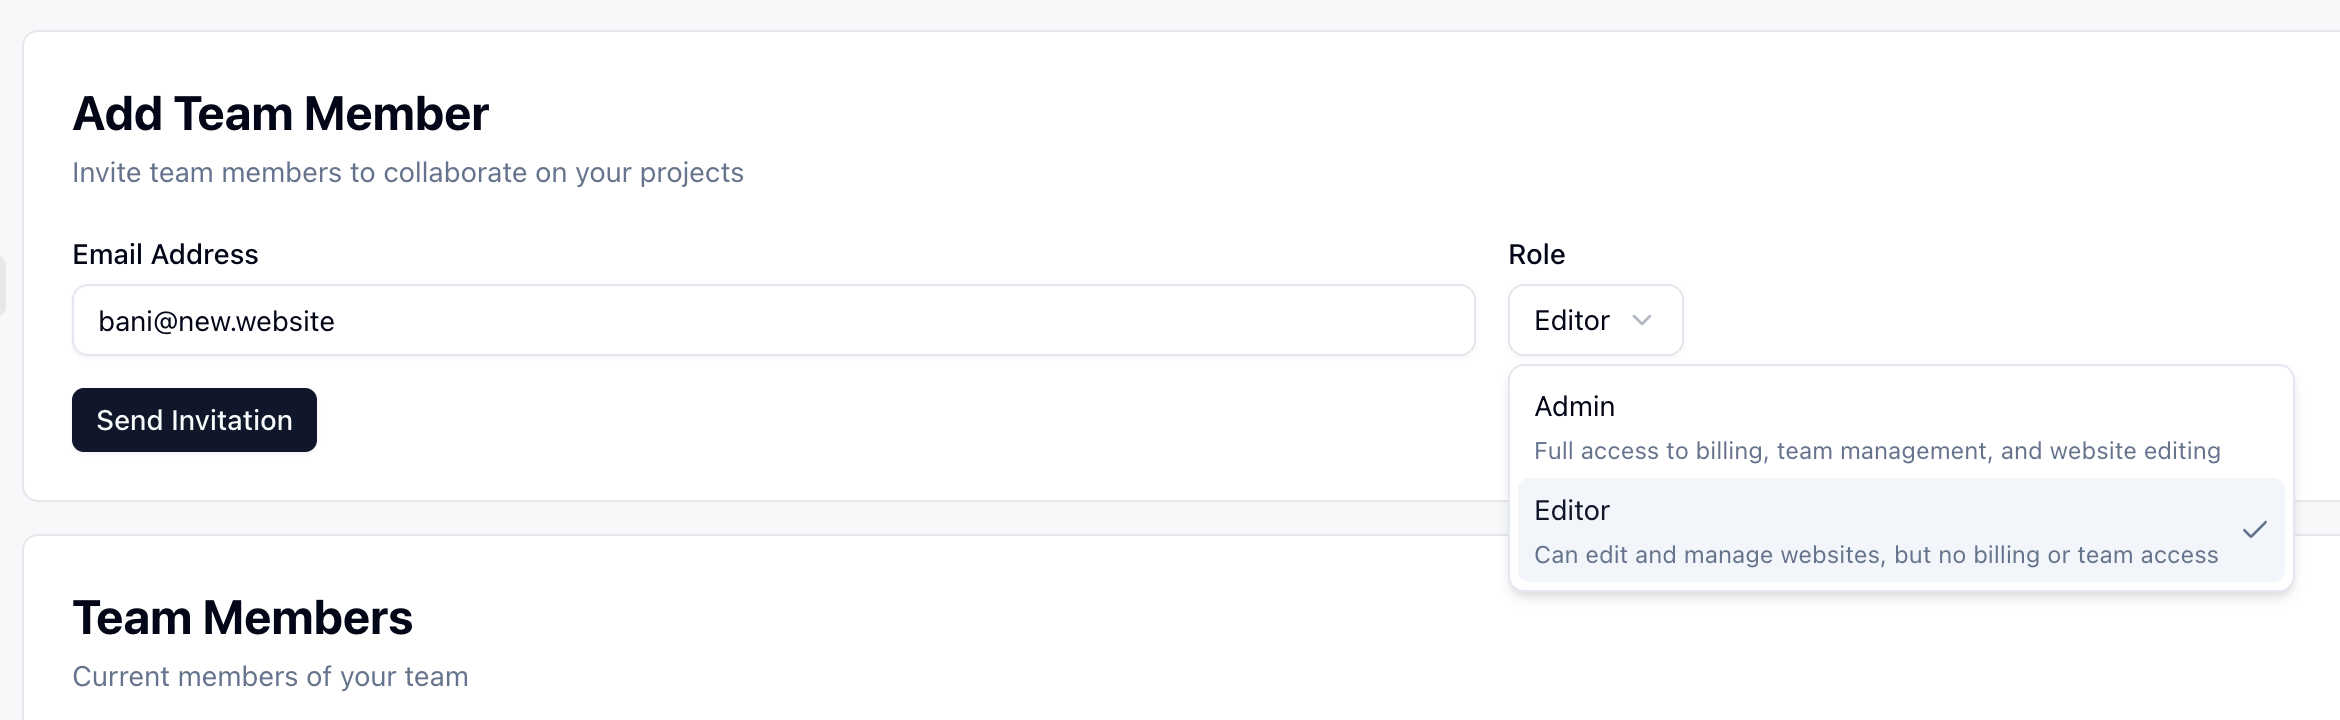 Add Team Member
Invite team members to collaborate on your projects
Email Address
bani@new.website
Role
Editor
Admin
Full access to billing, team management, and website editing
Editor
Can edit and manage websites, but no billing or team access
Send Invitation
Team Members
Current members of your team